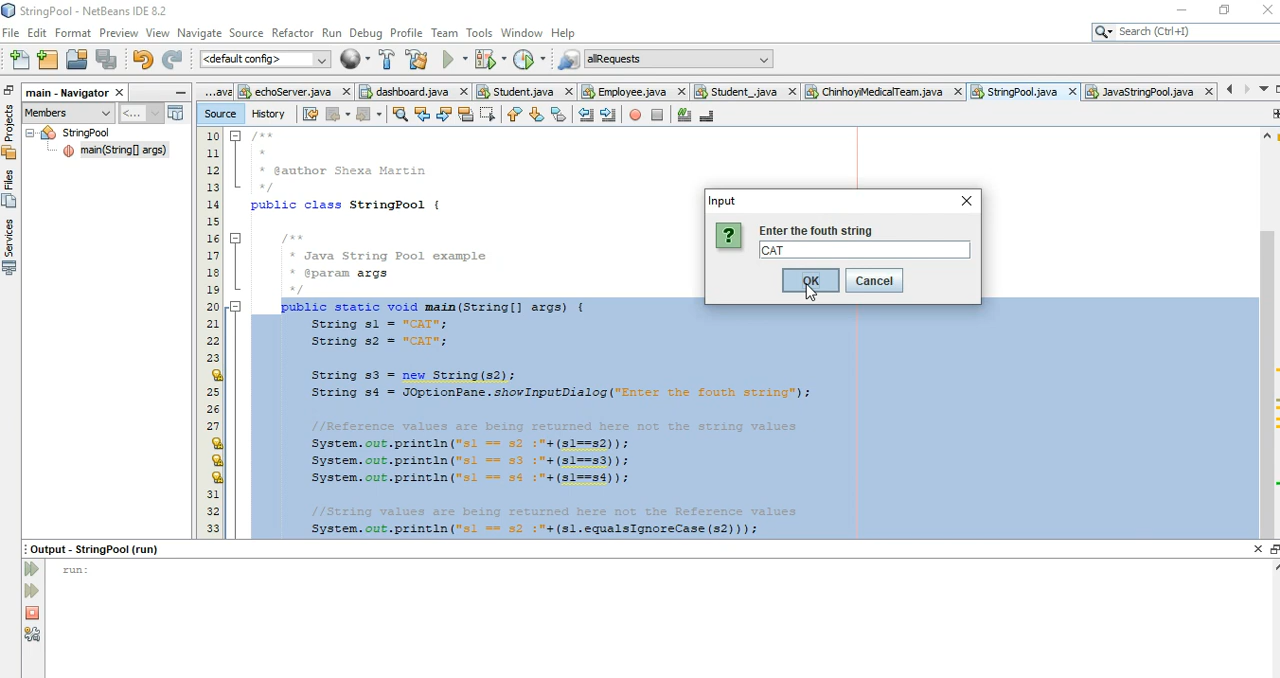 StringPool - NetBeans IDE 8.2
File Edit Format Preview View Navigate Source Refactor Run Debug Profile Team Tools Window Help
Search (Ctrl+I)
<default config>
allRequests
main - Navigator
...ava echoServer.java dashboard.java Student.java Employee.java Student_.java ChinhoyiMedicalTeam.java StringPool.java JavaStringPool.java
Members <...
Source History
Projects
Files
Services
StringPool
main(String[] args)
10 /**
11 *
12 * @author Shexa Martin
13 */
14 public class StringPool {
15
16 /**
17 * Java String Pool example
18 * @param args
19 */
20 public static void main(String[] args) {
21 String s1 = "CAT";
22 String s2 = "CAT";
23
String s3 = new String(s2);
25 String s4 = JOptionPane.showInputDialog("Enter the fouth string");
26
27 //Reference values are being returned here not the string values
System.out.println("s1 == s2 :"+(s1==s2));
System.out.println("s1 == s3 :"+(s1==s3));
System.out.println("s1 == s4 :"+(s1==s4));
31
32 //String values are being returned here not the Reference values
33 System.out.println("s1 == s2 :"+(s1.equalsIgnoreCase(s2)));
Input
?
Enter the fouth string
CAT
OK Cancel
Output - StringPool (run)
run: